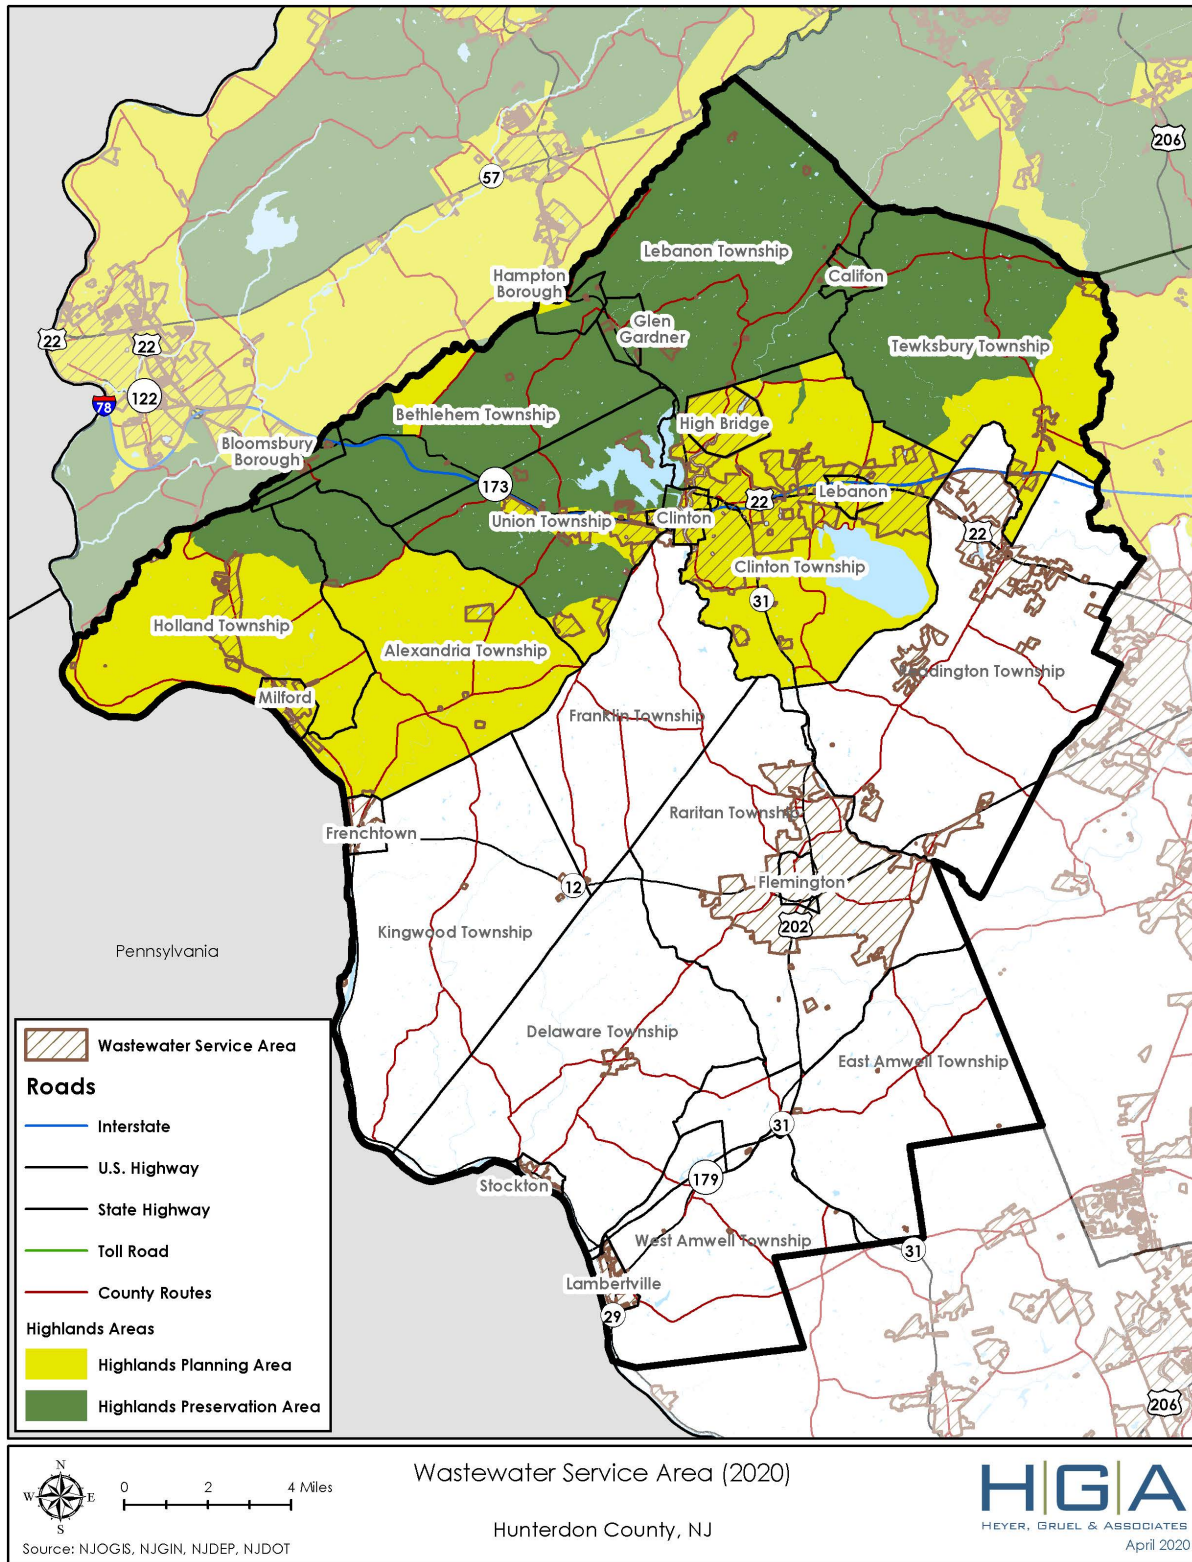 206
57
Lebanon Township
Hampton
Borough
Califon
Glen
Gardner
22
22
Tewksbury Township
78
122
Bethlehem Township
High Bridge
Bloomsbury
Borough
173
22
Lebanon
Union Township
Clinton
22
Clinton Township
31
Holland Township
Alexandria Township
Readington Township
Milford
Franklin Township
Raritan Township
Frenchtown
12
Flemington
202
Kingwood Township
Pennsylvania
Delaware Township
East Amwell Township
31
179
Stockton
West Amwell Township
31
Lambertville
29
206
Wastewater Service Area
Roads
Interstate
U.S. Highway
State Highway
Toll Road
County Routes
Highlands Areas
Highlands Planning Area
Highlands Preservation Area
N
W
E
S
0 2 4 Miles
Source: NJOGIS, NJGIN, NJDEP, NJDOT
Wastewater Service Area (2020)
Hunterdon County, NJ
H|G|A
HEYER, GRUEL & ASSOCIATES
April 2020